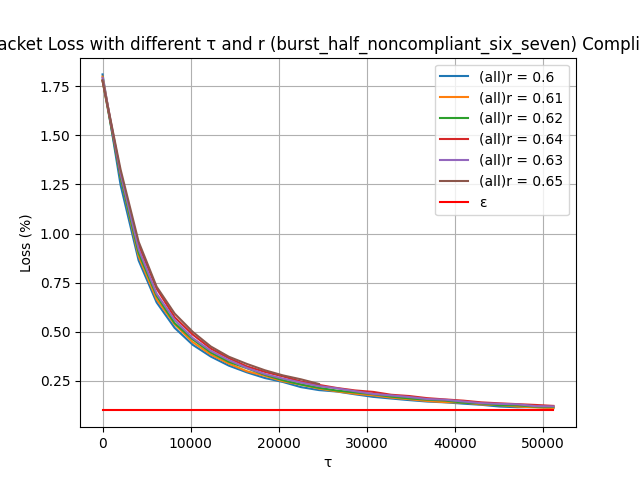 acket Loss with different τ and r (burst_half_noncompliant_six_seven) Compli
1.75
1.50
1.25
1.00
0.75
0.50
0.25
Loss (%)
(all)r = 0.6
(all)r = 0.61
(all)r = 0.62
(all)r = 0.64
(all)r = 0.63
(all)r = 0.65
ε
0 10000 20000 30000 40000 50000
τ